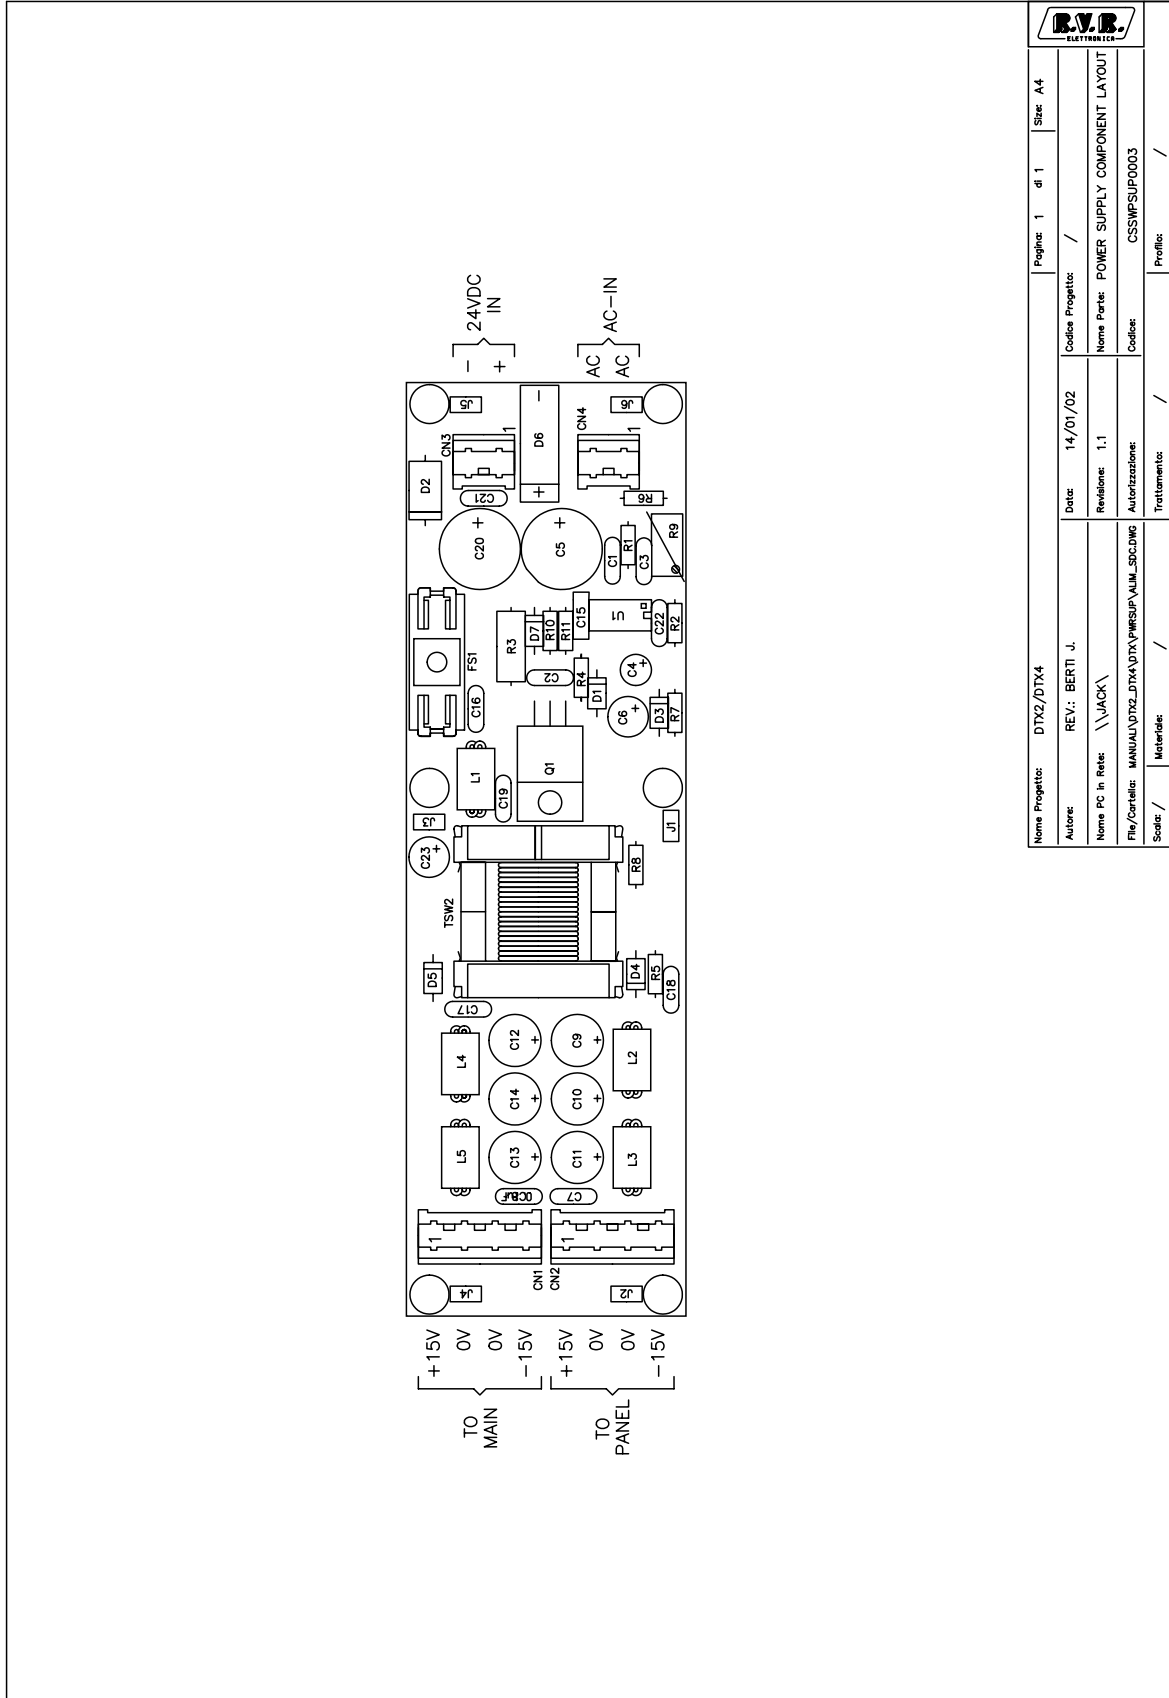 R.V.R.
ELETTRONICA
Nome Progetto: DTX2/DTX4
Pagina: 1 di 1
Size: A4
Autore: REV.: BERTI J.
Data: 14/01/02
Codice Progetto: /
Nome PC in Rete: \\JACK\
Revisione: 1.1
Nome Parte: POWER SUPPLY COMPONENT LAYOUT
File/Cartella: MANUALI\DTX2_DTX4\DTX\PWRSUP\ALIM_SDC.DWG
Autorizzazione:
Codice: CSSWPSUP0003
Scala: /
Materiale: /
Trattamento: /
Profilo: /
24VDC
IN
-
+
AC-IN
AC
AC
J5
J6
D2
CN3
1
D6
-
+
CN4
1
C21
R6
C20
+
C5
+
C1
R1
C3
R9
FS1
R3
D7
R10
R11
C15
U1
C22
R2
C2
R4
D1
C4
+
C6
+
D3
R7
C16
L1
C19
Q1
J3
J1
C23
+
TSW2
R8
D5
D4
R5
C18
C17
L4
C12
+
C9
+
L2
C14
+
C10
+
L5
C13
+
C11
+
L3
C7
1
1
CN1
CN2
J4
J2
+15V
0V
0V
-15V
+15V
0V
0V
-15V
TO
MAIN
TO
PANEL